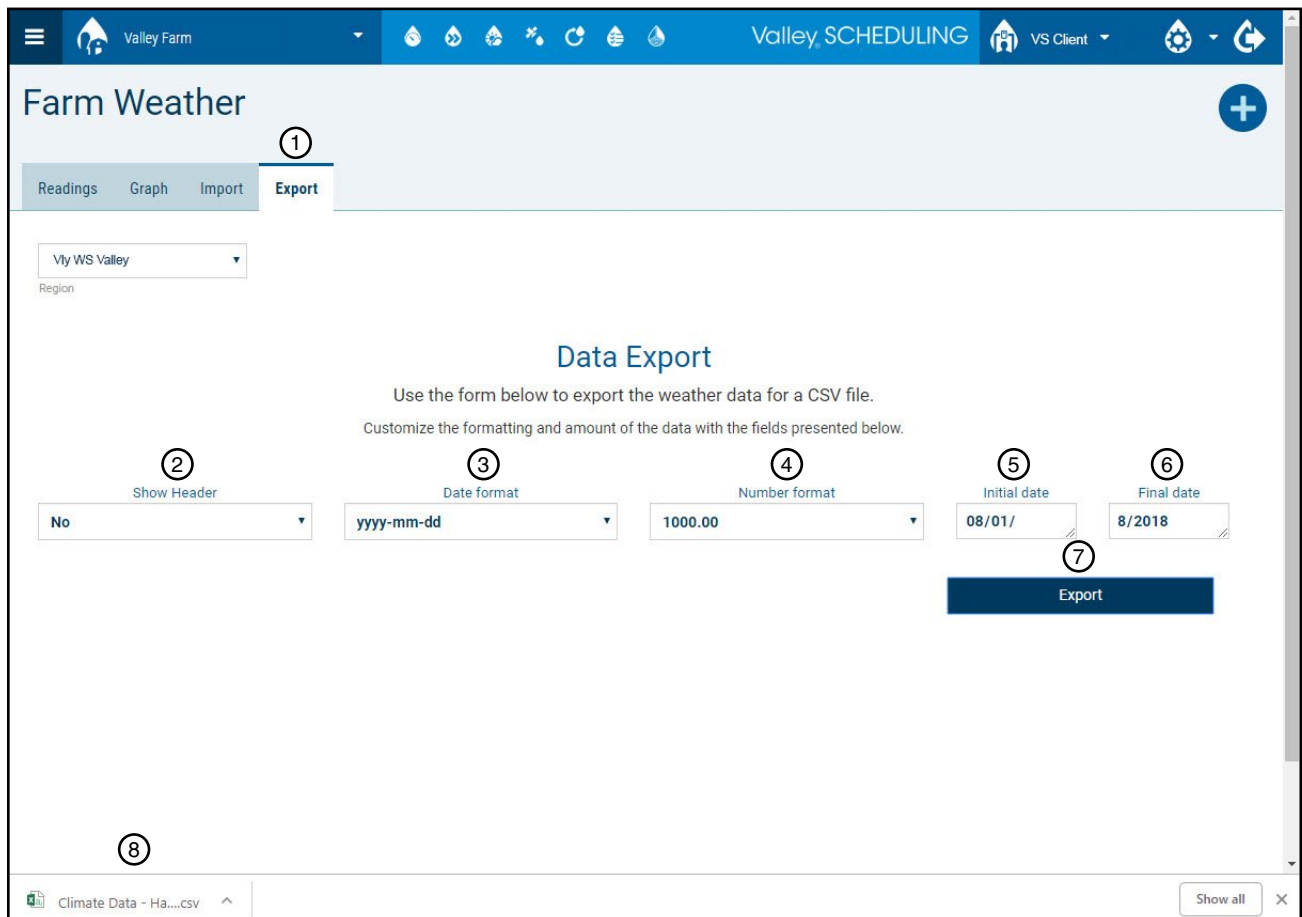 Valley Farm
Valley SCHEDULING
VS Client
Farm Weather
1
Readings Graph Import Export
Vly WS Valley
Region
Data Export
Use the form below to export the weather data for a CSV file.
Customize the formatting and amount of the data with the fields presented below.
2 3 4 5 6
Show Header Date format Number format Initial date Final date
No yyyy-mm-dd 1000.00 08/01/ 8/2018
7
Export
8
Climate Data - Ha....csv Show all